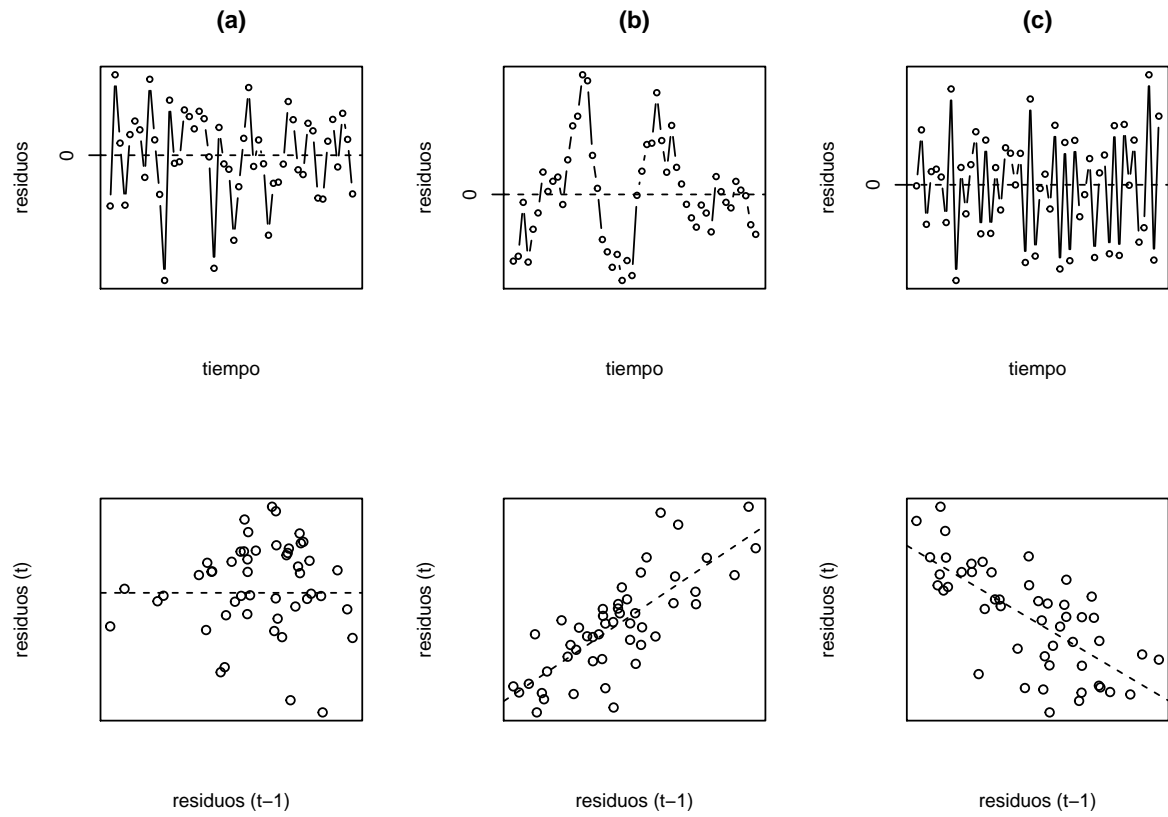 (a)
residuos
0
tiempo
(b)
residuos
0
tiempo
(c)
residuos
0
tiempo
residuos (t)
residuos (t−1)
residuos (t)
residuos (t−1)
residuos (t)
residuos (t−1)